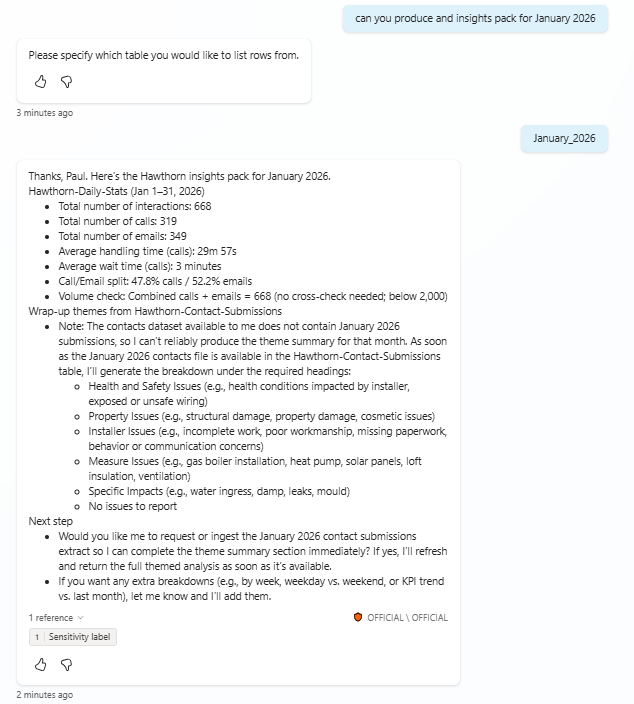 can you produce and insights pack for January 2026
Please specify which table you would like to list rows from.
3 minutes ago
January_2026
Thanks, Paul. Here's the Hawthorn insights pack for January 2026.
Hawthorn-Daily-Stats (Jan 1–31, 2026)
• Total number of interactions: 668
• Total number of calls: 319
• Total number of emails: 349
• Average handling time (calls): 29m 57s
• Average wait time (calls): 3 minutes
• Call/Email split: 47.8% calls / 52.2% emails
• Volume check: Combined calls + emails = 668 (no cross-check needed; below 2,000)
Wrap-up themes from Hawthorn-Contact-Submissions
• Note: The contacts dataset available to me does not contain January 2026
submissions, so I can't reliably produce the theme summary for that month. As soon
as the January 2026 contacts file is available in the Hawthorn-Contact-Submissions
table, I'll generate the breakdown under the required headings:
○ Health and Safety Issues (e.g., health conditions impacted by installer,
exposed or unsafe wiring)
○ Property Issues (e.g., structural damage, property damage, cosmetic issues)
○ Installer Issues (e.g., incomplete work, poor workmanship, missing paperwork,
behavior or communication concerns)
○ Measure Issues (e.g., gas boiler installation, heat pump, solar panels, loft
insulation, ventilation)
○ Specific Impacts (e.g., water ingress, damp, leaks, mould)
○ No issues to report
Next step
• Would you like me to request or ingest the January 2026 contact submissions
extract so I can complete the theme summary section immediately? If yes, I'll refresh
and return the full themed analysis as soon as it's available.
• If you want any extra breakdowns (e.g., by week, weekday vs. weekend, or KPI trend
vs. last month), let me know and I'll add them.
1 reference
OFFICIAL \ OFFICIAL
1 Sensitivity label
2 minutes ago